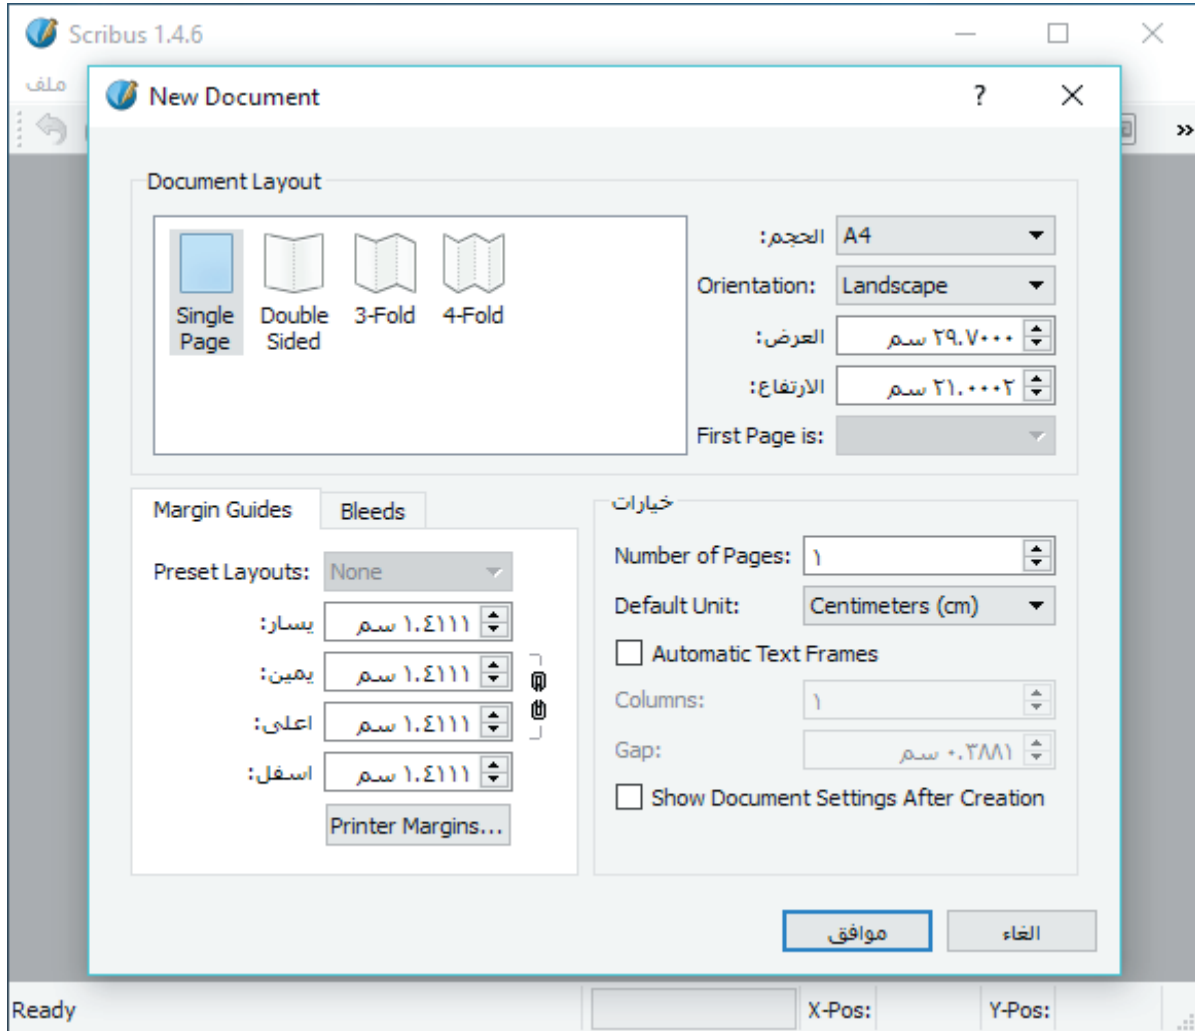 Scribus 1.4.6
ملف
New Document
?
Document Layout
Single Page
Double Sided
3-Fold
4-Fold
الحجم: A4
Orientation: Landscape
العرض: ٢٩.٧٠٠٠ سم
الارتفاع: ٢١.٠٠٠٢ سم
First Page is:
Margin Guides
Bleeds
Preset Layouts: None
يسار: ١.٤١١١ سم
يمين: ١.٤١١١ سم
اعلى: ١.٤١١١ سم
اسفل: ١.٤١١١ سم
Printer Margins...
خيارات
Number of Pages: ١
Default Unit: Centimeters (cm)
Automatic Text Frames
Columns: ١
Gap: ٠.٣٨٨١ سم
Show Document Settings After Creation
موافق
الغاء
Ready
X-Pos:
Y-Pos: